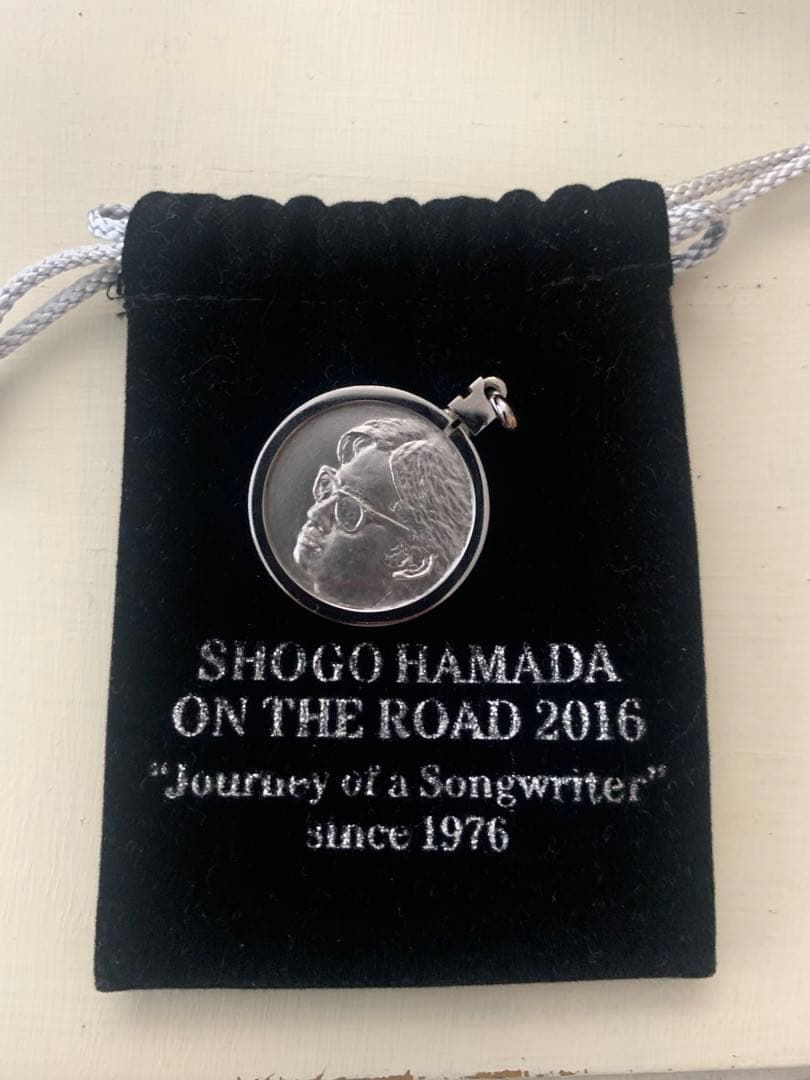 SHOGO HAMADA
ON THE ROAD 2016
“Journey of a Songwriter”
since 1976